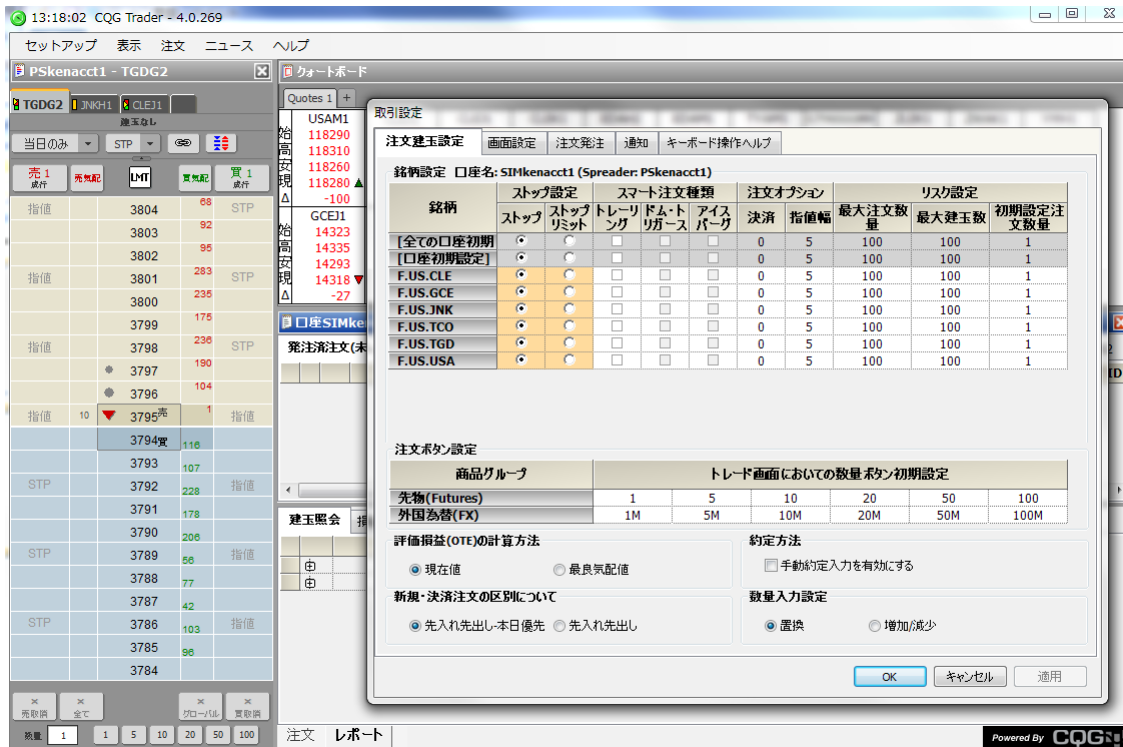 13:18:02 CQG Trader - 4.0.269
セットアップ 表示 注文 ニュース ヘルプ
PSkenacct1 - TGDG2
TGDG2 JNKH1 CLEJ1
建玉なし
当日のみ STP
売 1 成行 売気配 LMT 買気配 買 1 成行
指値 3804 68 STP
3803 92
3802 95
指値 3801 283 STP
3800 235
3799 175
指値 3798 236 STP
3797 190
3796 104
指値 10 3795売 1 指値
3794買 116
3793 107
STP 3792 228 指値
3791 178
3790 206
STP 3789 56 指値
3788 77
3787 42
STP 3786 103 指値
3785 96
3784
売取消 全て グローバル 買取消
数量 1 1 5 10 20 50 100
クォートボード
Quotes 1 +
USAM1
始 118290
高 118310
安 118260
現 118280
Δ -100
GCEJ1
始 14323
高 14335
安 14293
現 14318
Δ -27
口座SIMke
発注済注文(未
建玉照会
注文 レポート
取引設定
注文建玉設定 画面設定 注文発注 通知 キーボード操作ヘルプ
銘柄設定 口座名: SIMkenacct1 (Spreader: PSkenacct1)
銘柄 ストップ設定 スマート注文種類 注文オプション リスク設定
ストップ ストップリミット トレーリング ドム・トリガース アイスバーグ 決済 指値幅 最大注文数量 最大建玉数 初期設定注文数量
[全ての口座初期 0 5 100 100 1
[口座初期設定] 0 5 100 100 1
F.US.CLE 0 5 100 100 1
F.US.GCE 0 5 100 100 1
F.US.JNK 0 5 100 100 1
F.US.TCO 0 5 100 100 1
F.US.TGD 0 5 100 100 1
F.US.USA 0 5 100 100 1
注文ボタン設定
商品グループ トレード画面においての数量ボタン初期設定
先物(Futures) 1 5 10 20 50 100
外国為替(FX) 1M 5M 10M 20M 50M 100M
評価損益(OTE)の計算方法
現在値 最良気配値
約定方法
手動約定入力を有効にする
新規・決済注文の区別について
先入れ先出し-本日優先 先入れ先出し
数量入力設定
置換 増加/減少
OK キャンセル 適用
Powered By CQG